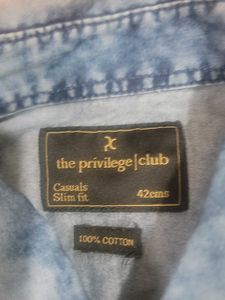 the privilege|club
Casuals
Slim fit
42cms
100% COTTON